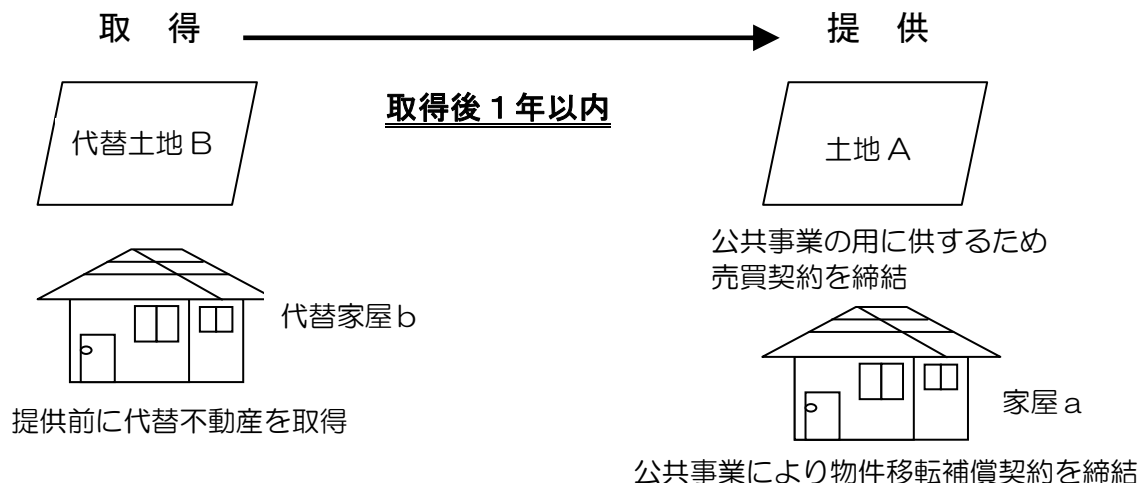 取 得
提 供
取得後１年以内
代替土地Ｂ
土地Ａ
公共事業の用に供するため
売買契約を締結
代替家屋ｂ
提供前に代替不動産を取得
家屋ａ
公共事業により物件移転補償契約を締結